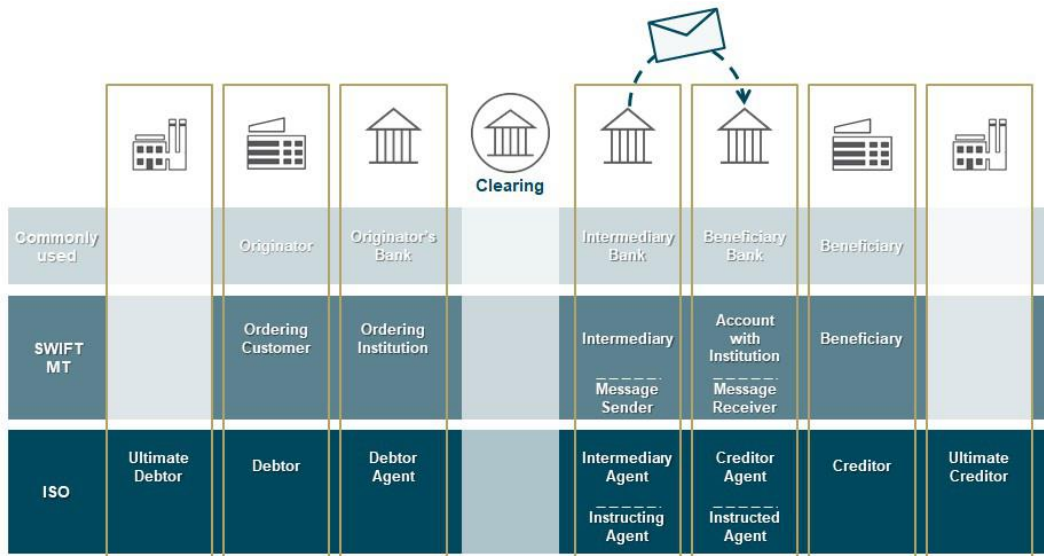 Clearing
Commonly
used
Originator
Originator's
Bank
Intermediary
Bank
Beneficiary
Bank
Beneficiary
SWIFT
MT
Ordering
Customer
Ordering
Institution
Intermediary
Message
Sender
Account
with
Institution
Message
Receiver
Beneficiary
ISO
Ultimate
Debtor
Debtor
Debtor
Agent
Intermediary
Agent
Instructing
Agent
Creditor
Agent
Instructed
Agent
Creditor
Ultimate
Creditor